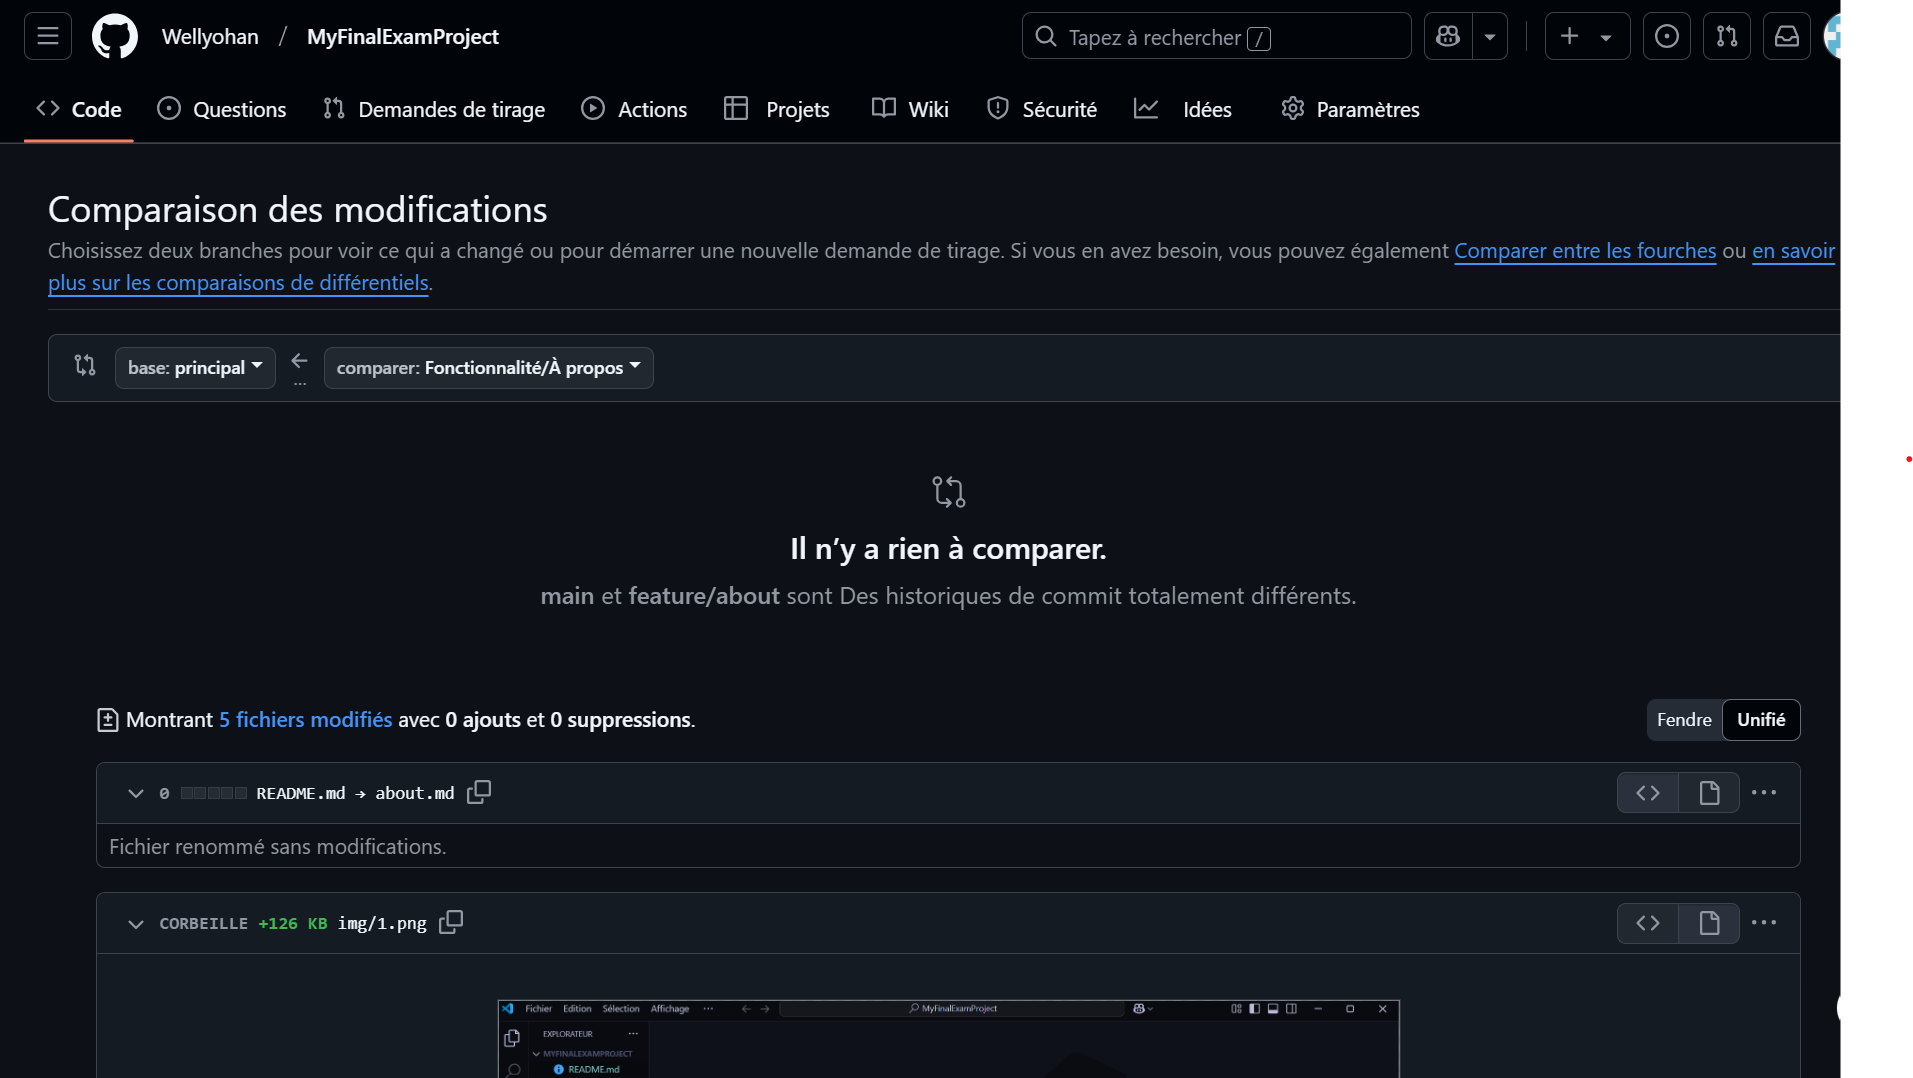 Wellyohan / MyFinalExamProject
Tapez à rechercher /
Code Questions Demandes de tirage Actions Projets Wiki Sécurité Idées Paramètres
Comparaison des modifications
Choisissez deux branches pour voir ce qui a changé ou pour démarrer une nouvelle demande de tirage. Si vous en avez besoin, vous pouvez également Comparer entre les fourches ou en savoir
plus sur les comparaisons de différentiels.
base: principal ... comparer: Fonctionnalité/À propos
Il n’y a rien à comparer.
main et feature/about sont Des historiques de commit totalement différents.
Montrant 5 fichiers modifiés avec 0 ajouts et 0 suppressions.
Fendre Unifié
0 README.md → about.md
Fichier renommé sans modifications.
CORBEILLE +126 KB img/1.png
Fichier Edition Sélection Affichage ... MyFinalExamProject
EXPLORATEUR ...
MYFINALEXAMPROJECT
README.md